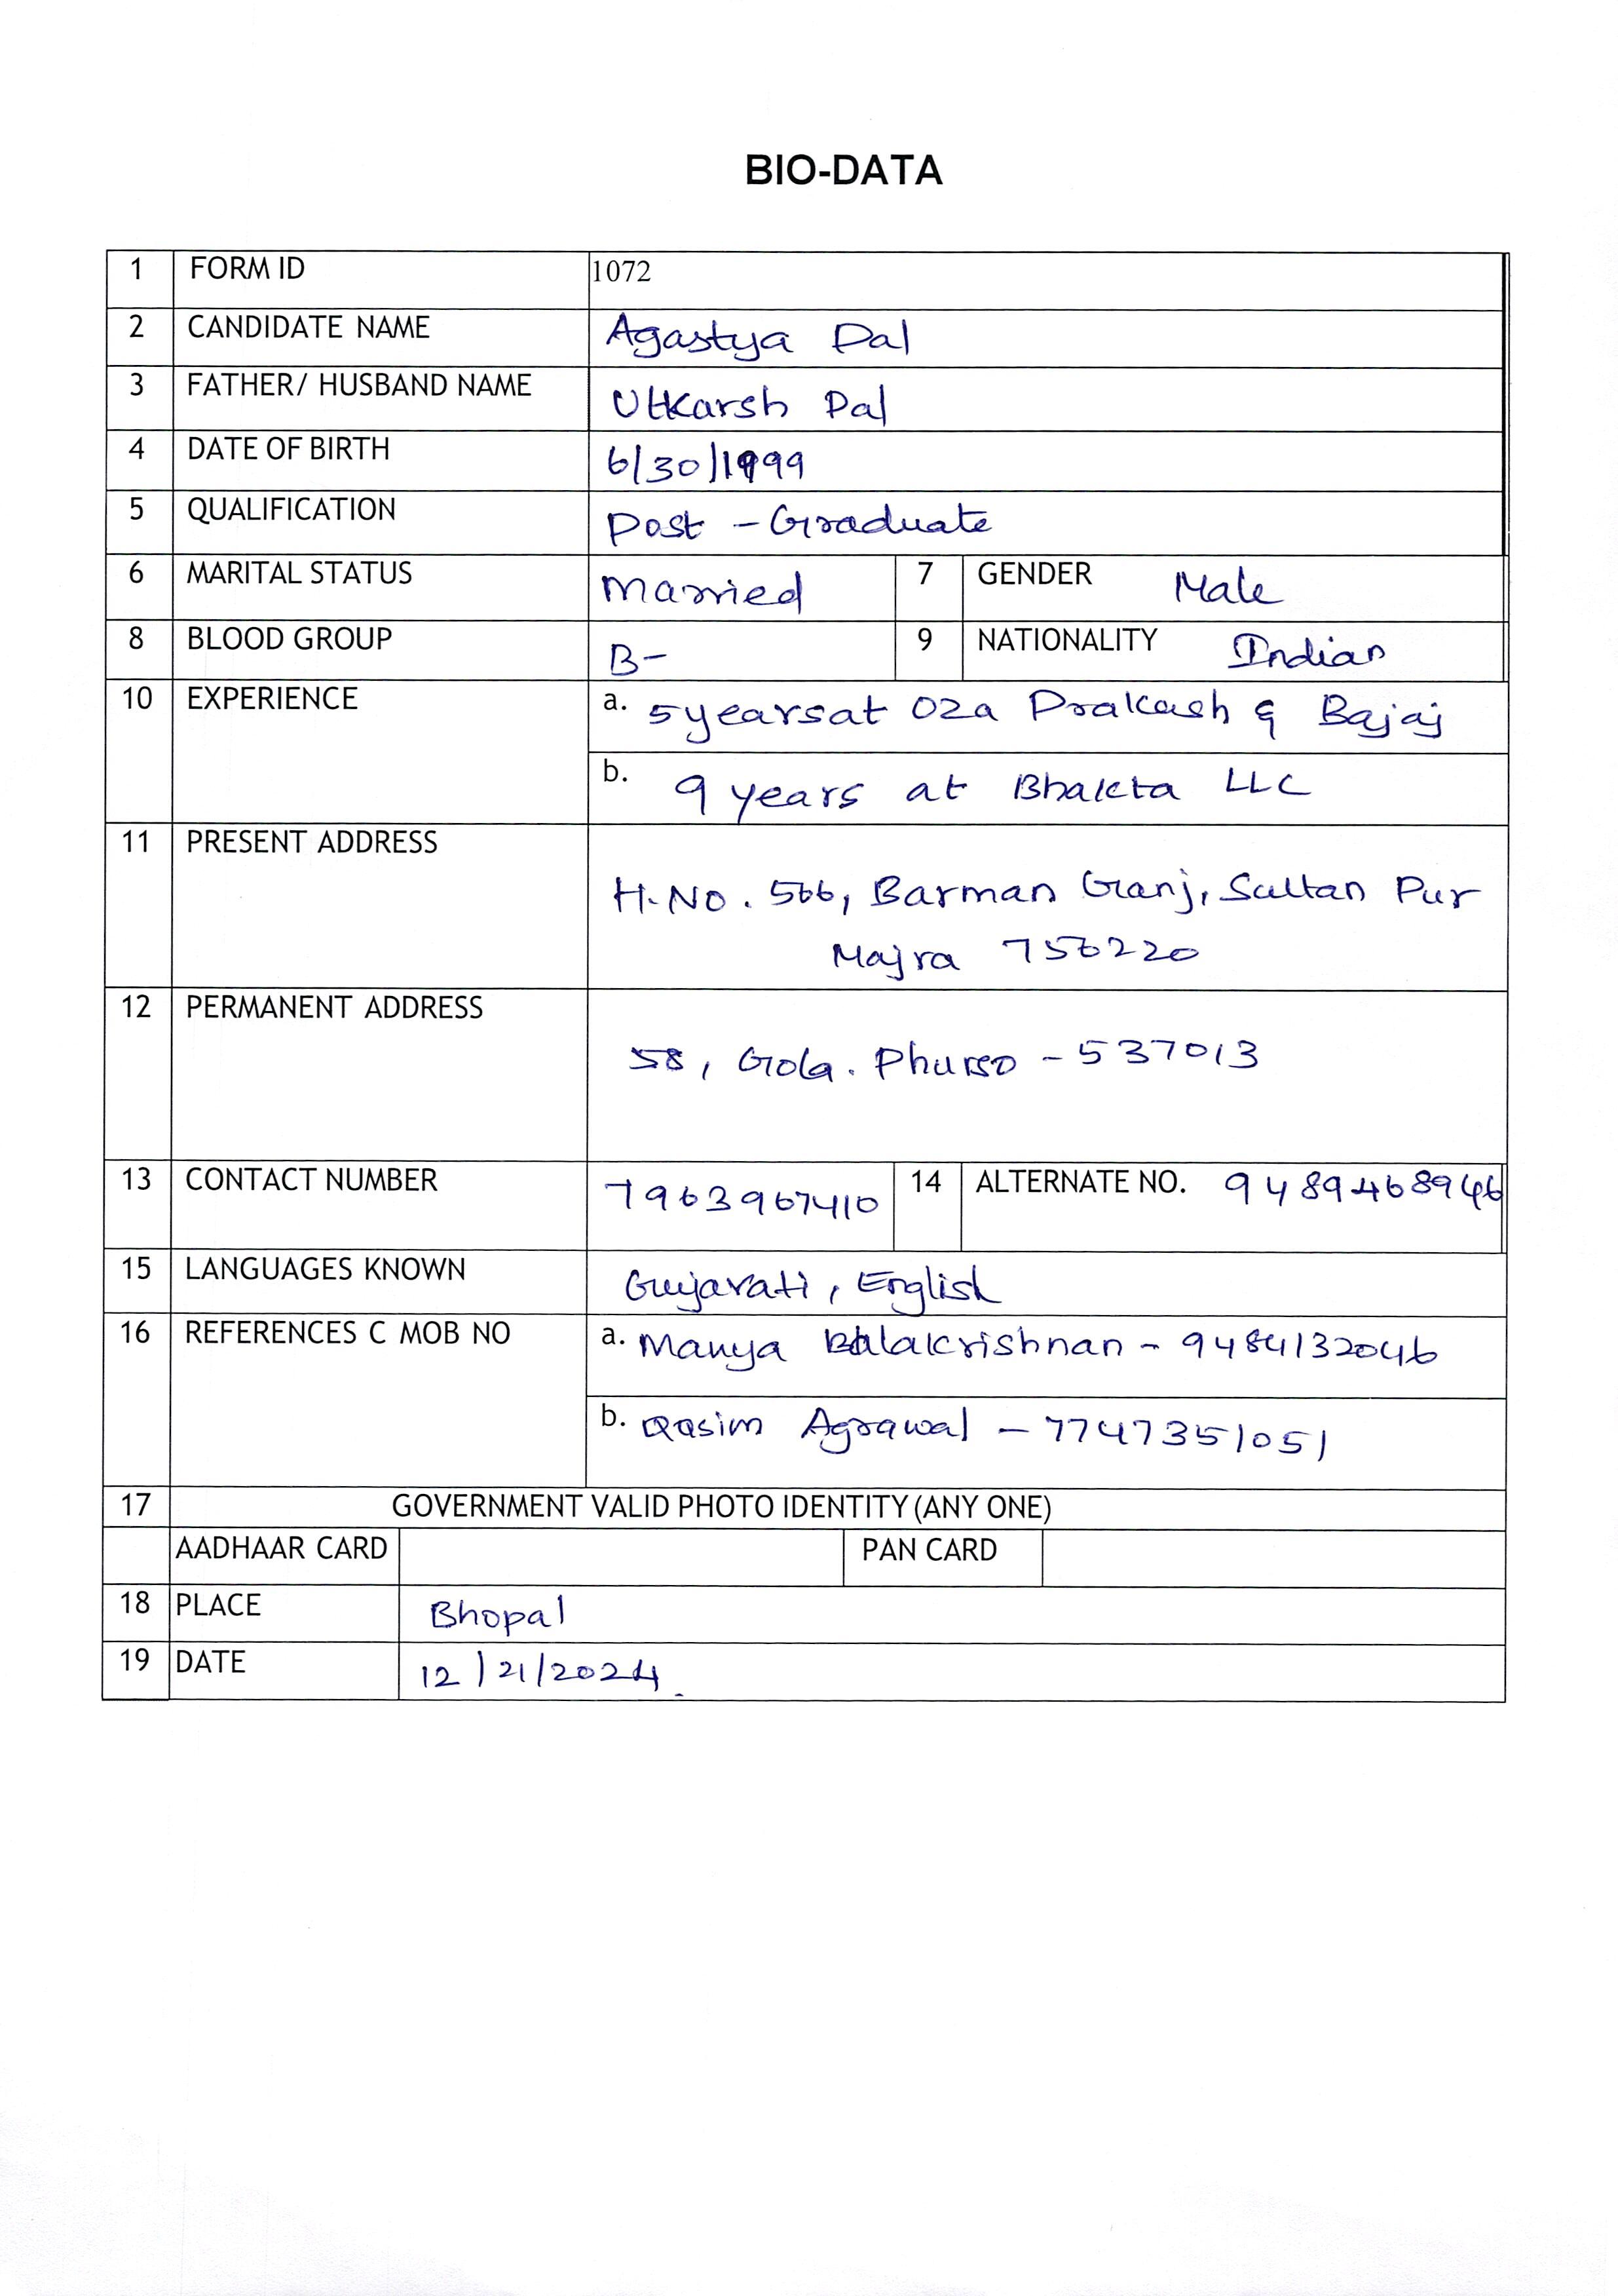 BIO-DATA
1 FORM ID 1072
2 CANDIDATE NAME Agastya Pal
3 FATHER/ HUSBAND NAME Utkarsh Pal
4 DATE OF BIRTH 6/30/1999
5 QUALIFICATION Post - Graduate
6 MARITAL STATUS Married 7 GENDER Male
8 BLOOD GROUP B- 9 NATIONALITY Indian
10 EXPERIENCE a. 5 years at Oza Prakash & Bajaj
b. 9 years at Bhakta LLC
11 PRESENT ADDRESS
H.No. 566, Barman Ganj, Sultan Pur
Majra 756220
12 PERMANENT ADDRESS
58, Gola. - 537013
13 CONTACT NUMBER 7963967410 14 ALTERNATE NO. 9489468946
15 LANGUAGES KNOWN Gujarati, English
16 REFERENCES C MOB NO a. Manya Balakrishnan - 9484132046
b. Qasim Agrawal - 7747351051
17 GOVERNMENT VALID PHOTO IDENTITY (ANY ONE)
AADHAAR CARD PAN CARD
18 PLACE Bhopal
19 DATE 12/21/2024